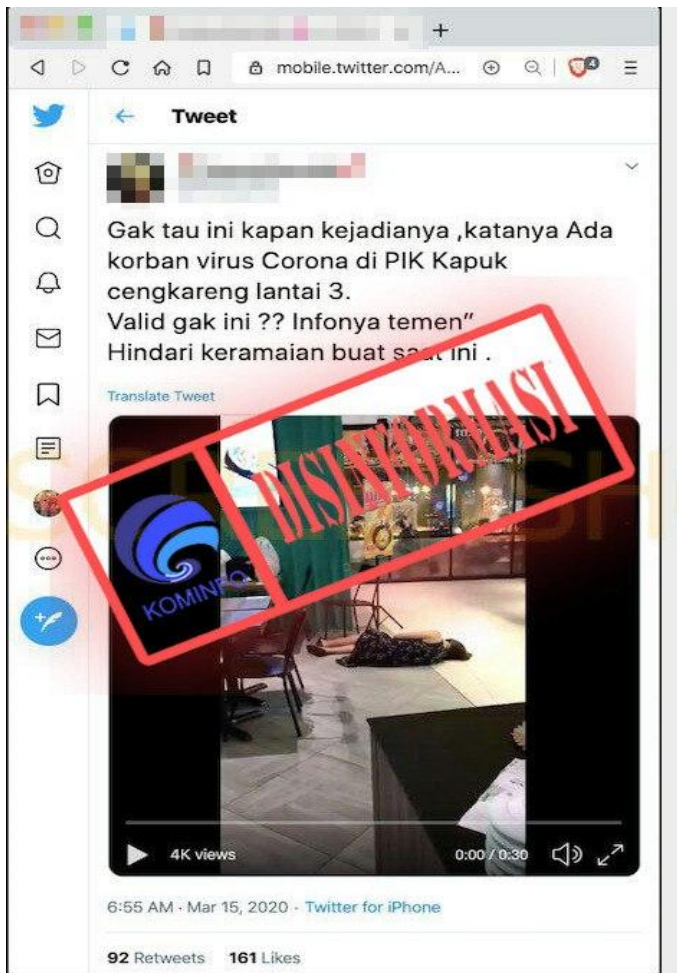 mobile.twitter.com/A...
4
Tweet
Gak tau ini kapan kejadianya ,katanya Ada
korban virus Corona di PIK Kapuk
cengkareng lantai 3.
Valid gak ini ?? Infonya temen”
Hindari keramaian buat saat ini .
Translate Tweet
DISINFORMASI
KOMINFO
4K views
0:00 / 0:30
6:55 AM · Mar 15, 2020 · Twitter for iPhone
92 Retweets 161 Likes